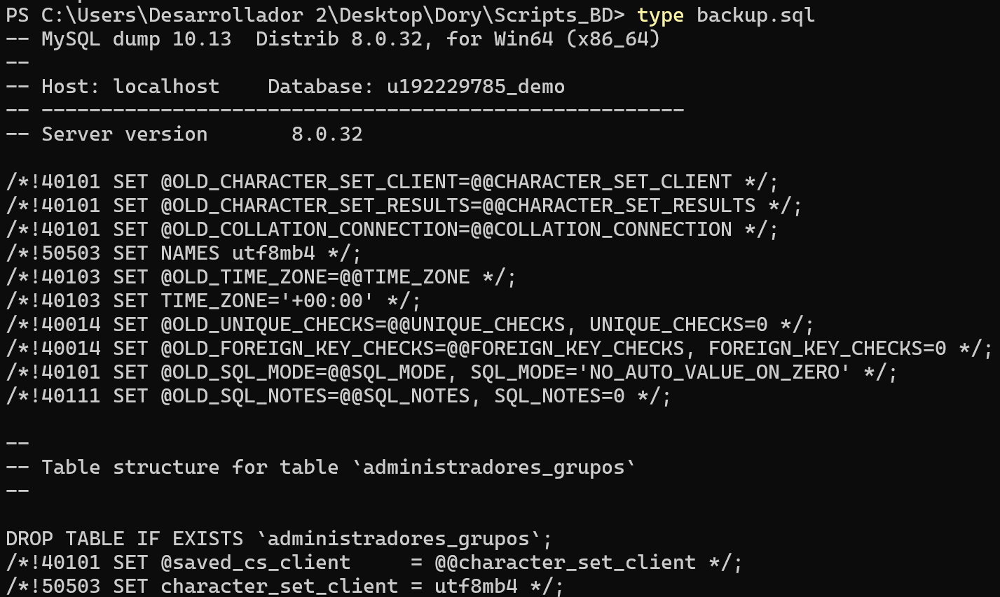 PS C:\Users\Desarrollador 2\Desktop\Dory\Scripts_BD> type backup.sql
-- MySQL dump 10.13  Distrib 8.0.32, for Win64 (x86_64)
--
-- Host: localhost    Database: u192229785_demo
-- ------------------------------------------------------
-- Server version       8.0.32
/*!40101 SET @OLD_CHARACTER_SET_CLIENT=@@CHARACTER_SET_CLIENT */;
/*!40101 SET @OLD_CHARACTER_SET_RESULTS=@@CHARACTER_SET_RESULTS */;
/*!40101 SET @OLD_COLLATION_CONNECTION=@@COLLATION_CONNECTION */;
/*!50503 SET NAMES utf8mb4 */;
/*!40103 SET @OLD_TIME_ZONE=@@TIME_ZONE */;
/*!40103 SET TIME_ZONE='+00:00' */;
/*!40014 SET @OLD_UNIQUE_CHECKS=@@UNIQUE_CHECKS, UNIQUE_CHECKS=0 */;
/*!40014 SET @OLD_FOREIGN_KEY_CHECKS=@@FOREIGN_KEY_CHECKS, FOREIGN_KEY_CHECKS=0 */;
/*!40101 SET @OLD_SQL_MODE=@@SQL_MODE, SQL_MODE='NO_AUTO_VALUE_ON_ZERO' */;
/*!40111 SET @OLD_SQL_NOTES=@@SQL_NOTES, SQL_NOTES=0 */;
--
-- Table structure for table `administradores_grupos`
--
DROP TABLE IF EXISTS `administradores_grupos`;
/*!40101 SET @saved_cs_client     = @@character_set_client */;
/*!50503 SET character_set_client = utf8mb4 */;